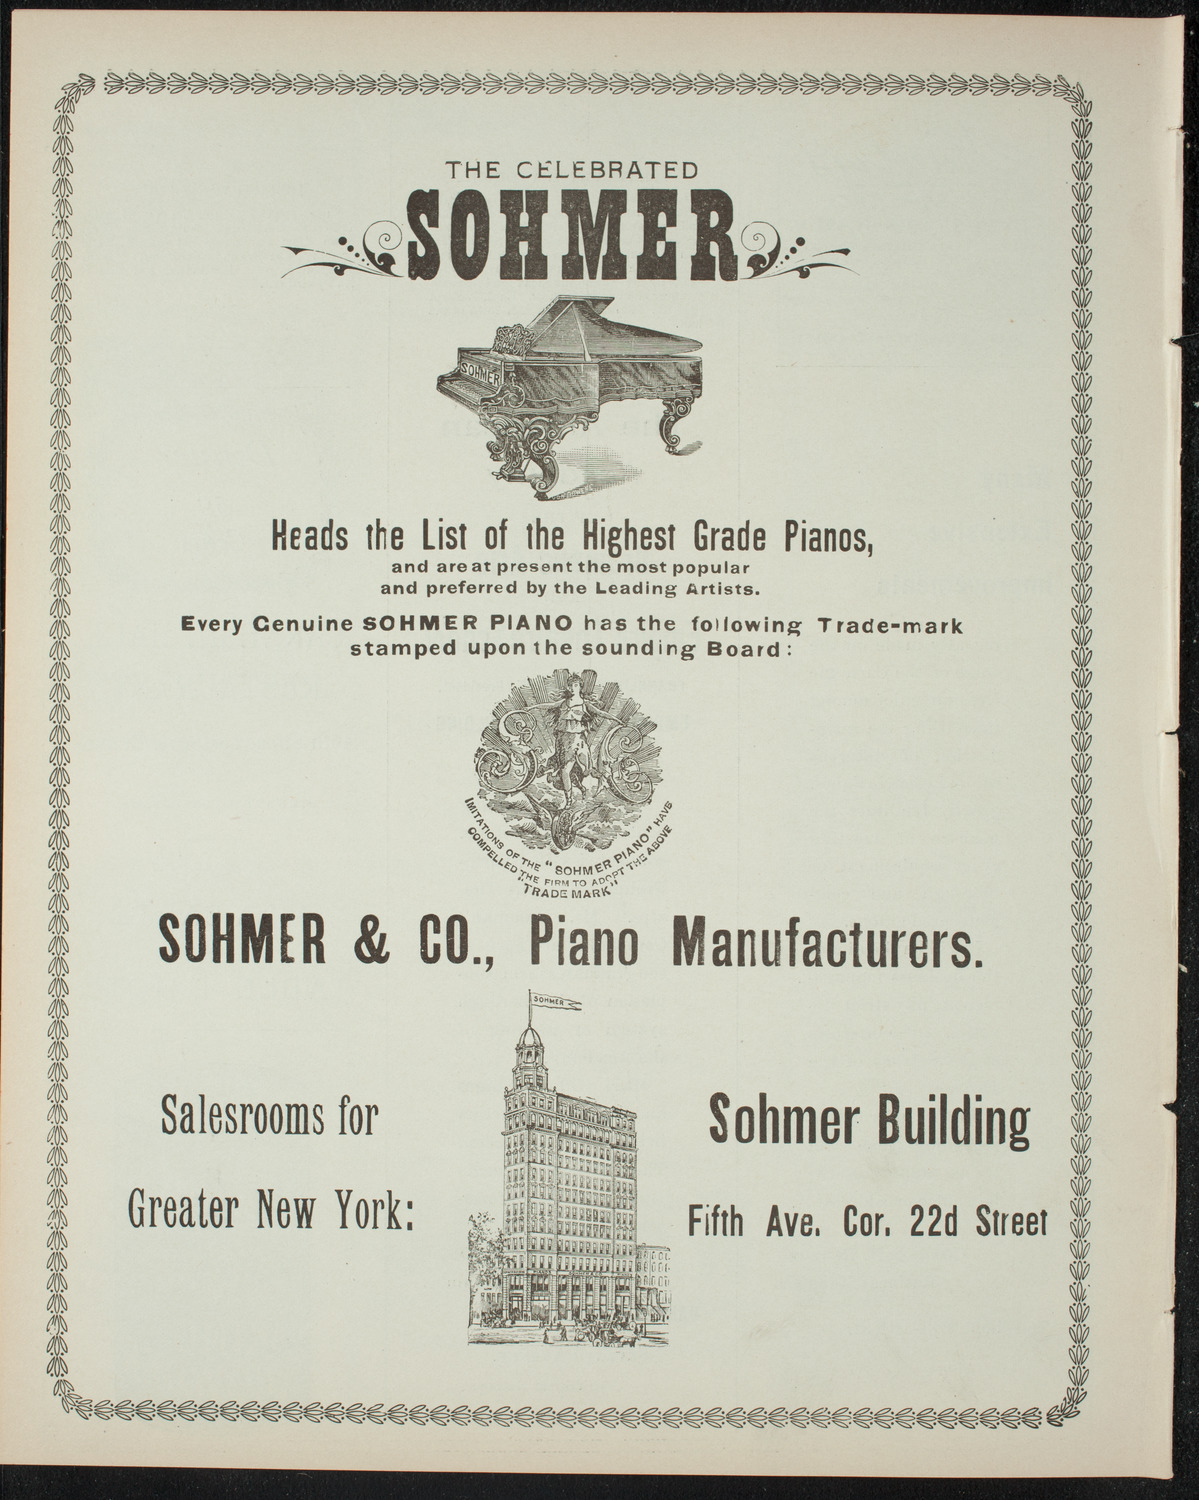 THE CELEBRATED
SOHMER
SOHMER
Heads the List of the Highest Grade Pianos,
and are at present the most popular
and preferred by the Leading Artists.
Every Genuine SOHMER PIANO has the following Trade-mark
stamped upon the sounding Board:
IMITATIONS OF THE "SOHMER PIANO" HAVE
COMPELLED THE FIRM TO ADOPT THE ABOVE
"TRADE MARK"
SOHMER & CO., Piano Manufacturers.
SOHMER
Salesrooms for
Greater New York:
Sohmer Building
Fifth Ave. Cor. 22d Street